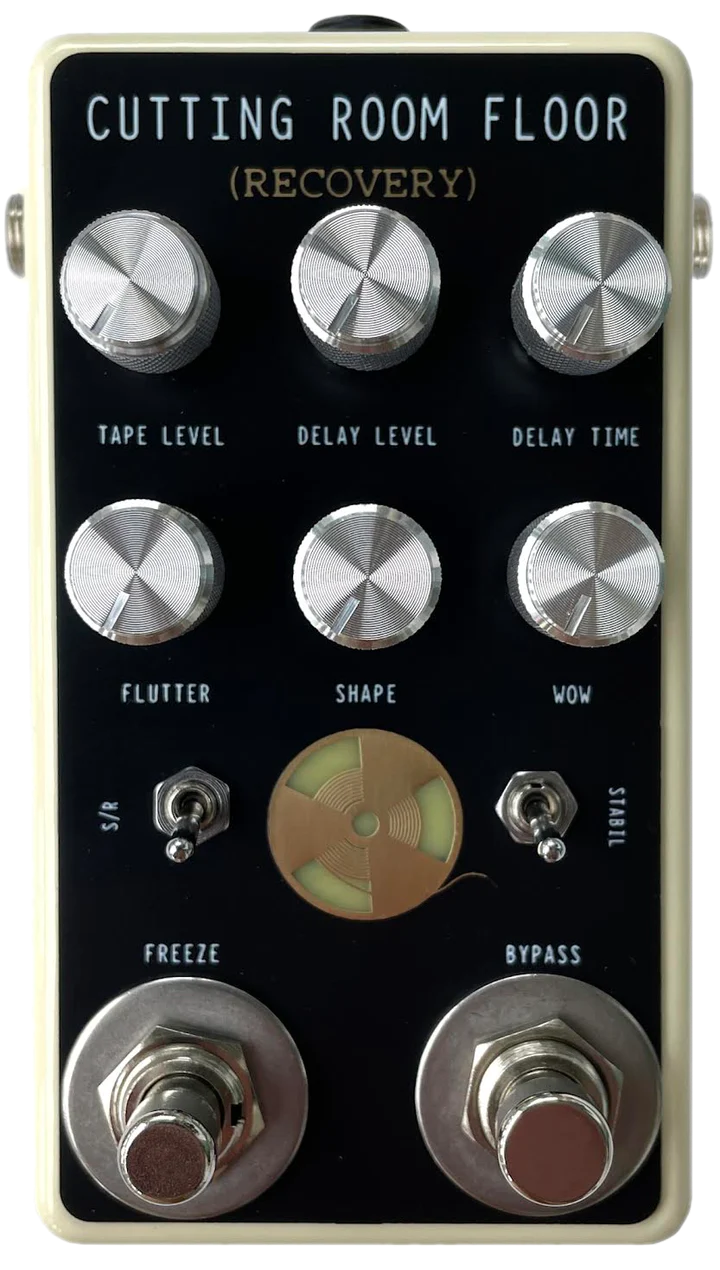 CUTTING ROOM FLOOR
(RECOVERY)
TAPE LEVEL DELAY LEVEL DELAY TIME
FLUTTER SHAPE WOW
S/R STABIL
FREEZE BYPASS